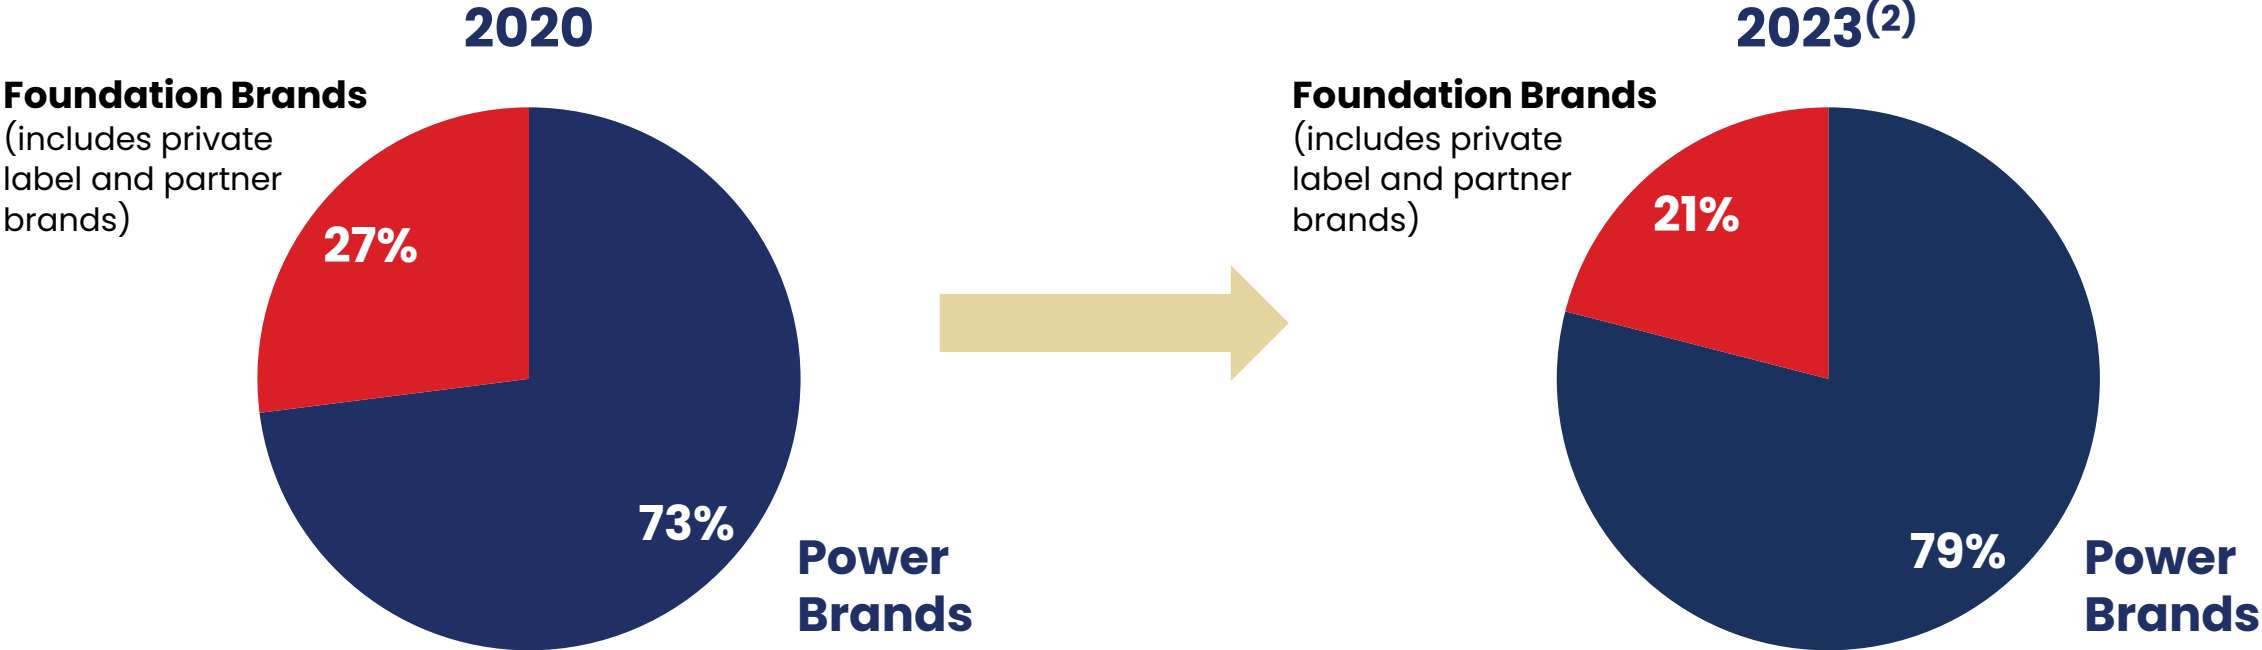 2020
Foundation Brands
(includes private
label and partner
brands)
27%
73%
Power
Brands
2023(2)
Foundation Brands
(includes private
label and partner
brands)
21%
79%
Power
Brands